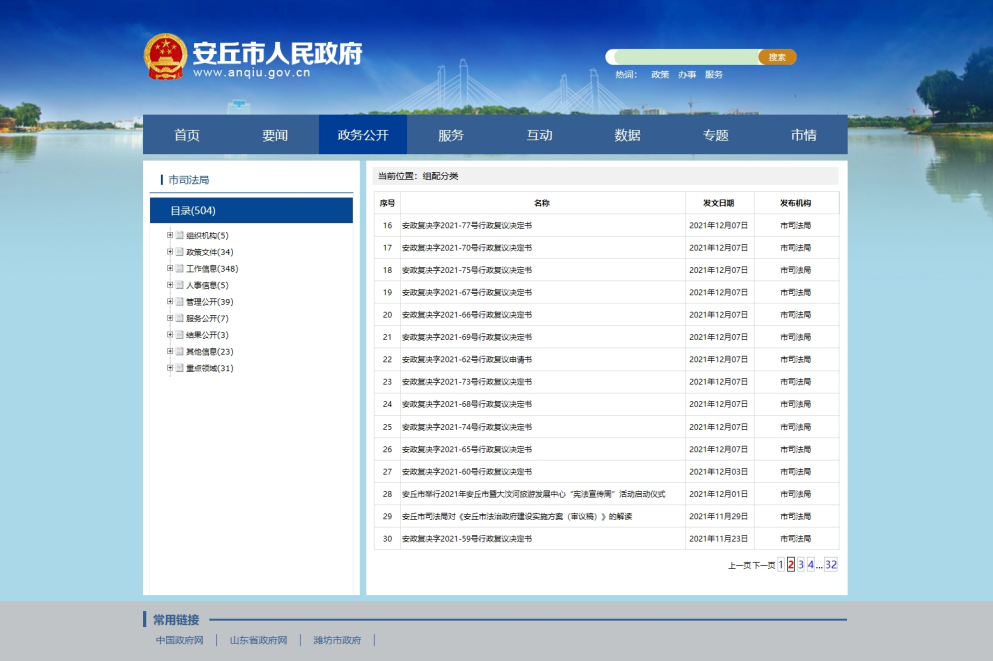 安丘市人民政府
www.anqiu.gov.cn
搜索
热词： 政策 办事 服务
首页 要闻 政务公开 服务 互动 数据 专题 市情
市司法局
目录(504)
组织机构(5)
政策文件(34)
工作信息(348)
人事信息(5)
管理公开(39)
服务公开(7)
结果公开(3)
其他信息(23)
重点领域(31)
当前位置：组配分类
序号 名称 发文日期 发布机构
16 安政复决字2021-77号行政复议决定书 2021年12月07日 市司法局
17 安政复决字2021-70号行政复议决定书 2021年12月07日 市司法局
18 安政复决字2021-75号行政复议决定书 2021年12月07日 市司法局
19 安政复决字2021-67号行政复议决定书 2021年12月07日 市司法局
20 安政复决字2021-66号行政复议决定书 2021年12月07日 市司法局
21 安政复决字2021-69号行政复议决定书 2021年12月07日 市司法局
22 安政复决字2021-62号行政复议申请书 2021年12月07日 市司法局
23 安政复决字2021-73号行政复议决定书 2021年12月07日 市司法局
24 安政复决字2021-68号行政复议决定书 2021年12月07日 市司法局
25 安政复决字2021-74号行政复议决定书 2021年12月07日 市司法局
26 安政复决字2021-65号行政复议决定书 2021年12月07日 市司法局
27 安政复决字2021-60号行政复议决定书 2021年12月03日 市司法局
28 安丘市举行2021年安丘市暨大汶河旅游发展中心“宪法宣传周”活动启动仪式 2021年12月01日 市司法局
29 安丘市司法局对《安丘市法治政府建设实施方案（审议稿）》的解读 2021年11月29日 市司法局
30 安政复决字2021-59号行政复议决定书 2021年11月23日 市司法局
上一页 下一页 1 2 3 4 ... 32
常用链接
中国政府网 | 山东省政府网 | 潍坊市政府 |